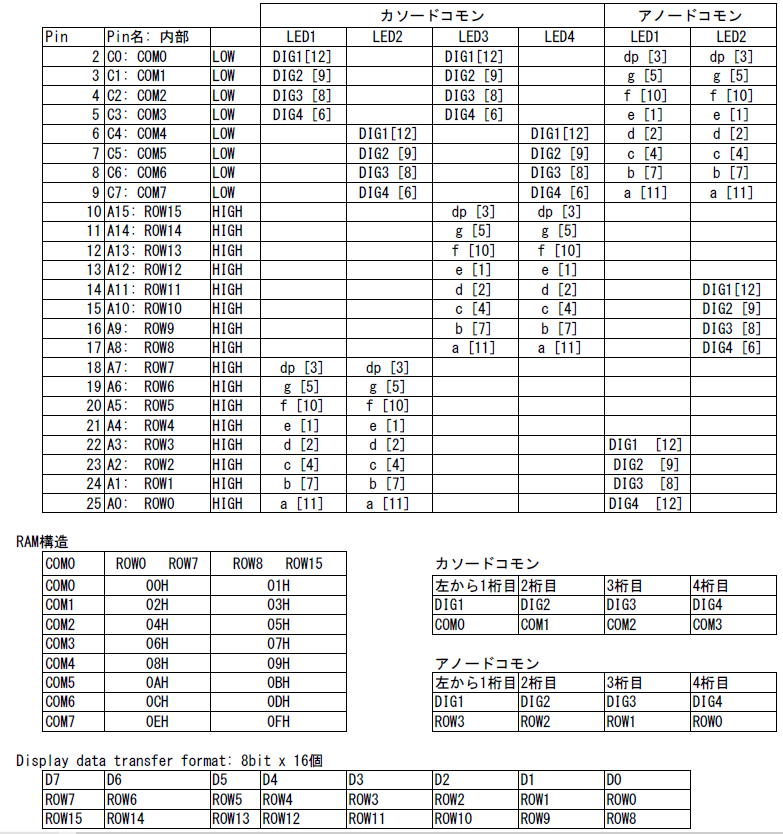 カソードコモン アノードコモン
Pin Pin名: 内部 LED1 LED2 LED3 LED4 LED1 LED2
2 C0: COM0 LOW DIG1[12] DIG1[12] dp [3] dp [3]
3 C1: COM1 LOW DIG2 [9] DIG2 [9] g [5] g [5]
4 C2: COM2 LOW DIG3 [8] DIG3 [8] f [10] f [10]
5 C3: COM3 LOW DIG4 [6] DIG4 [6] e [1] e [1]
6 C4: COM4 LOW DIG1[12] DIG1[12] d [2] d [2]
7 C5: COM5 LOW DIG2 [9] DIG2 [9] c [4] c [4]
8 C6: COM6 LOW DIG3 [8] DIG3 [8] b [7] b [7]
9 C7: COM7 LOW DIG4 [6] DIG4 [6] a [11] a [11]
10 A15: ROW15 HIGH dp [3] dp [3]
11 A14: ROW14 HIGH g [5] g [5]
12 A13: ROW13 HIGH f [10] f [10]
13 A12: ROW12 HIGH e [1] e [1]
14 A11: ROW11 HIGH d [2] d [2] DIG1[12]
15 A10: ROW10 HIGH c [4] c [4] DIG2 [9]
16 A9: ROW9 HIGH b [7] b [7] DIG3 [8]
17 A8: ROW8 HIGH a [11] a [11] DIG4 [6]
18 A7: ROW7 HIGH dp [3] dp [3]
19 A6: ROW6 HIGH g [5] g [5]
20 A5: ROW5 HIGH f [10] f [10]
21 A4: ROW4 HIGH e [1] e [1]
22 A3: ROW3 HIGH d [2] d [2] DIG1 [12]
23 A2: ROW2 HIGH c [4] c [4] DIG2 [9]
24 A1: ROW1 HIGH b [7] b [7] DIG3 [8]
25 A0: ROW0 HIGH a [11] a [11] DIG4 [12]
RAM構造
COM0 ROW0 ROW7 ROW8 ROW15
COM0 00H 01H
COM1 02H 03H
COM2 04H 05H
COM3 06H 07H
COM4 08H 09H
COM5 0AH 0BH
COM6 0CH 0DH
COM7 0EH 0FH
カソードコモン
左から1桁目 2桁目 3桁目 4桁目
DIG1 DIG2 DIG3 DIG4
COM0 COM1 COM2 COM3
アノードコモン
左から1桁目 2桁目 3桁目 4桁目
DIG1 DIG2 DIG3 DIG4
ROW3 ROW2 ROW1 ROW0
Display data transfer format: 8bit x 16個
D7 D6 D5 D4 D3 D2 D1 D0
ROW7 ROW6 ROW5 ROW4 ROW3 ROW2 ROW1 ROW0
ROW15 ROW14 ROW13 ROW12 ROW11 ROW10 ROW9 ROW8